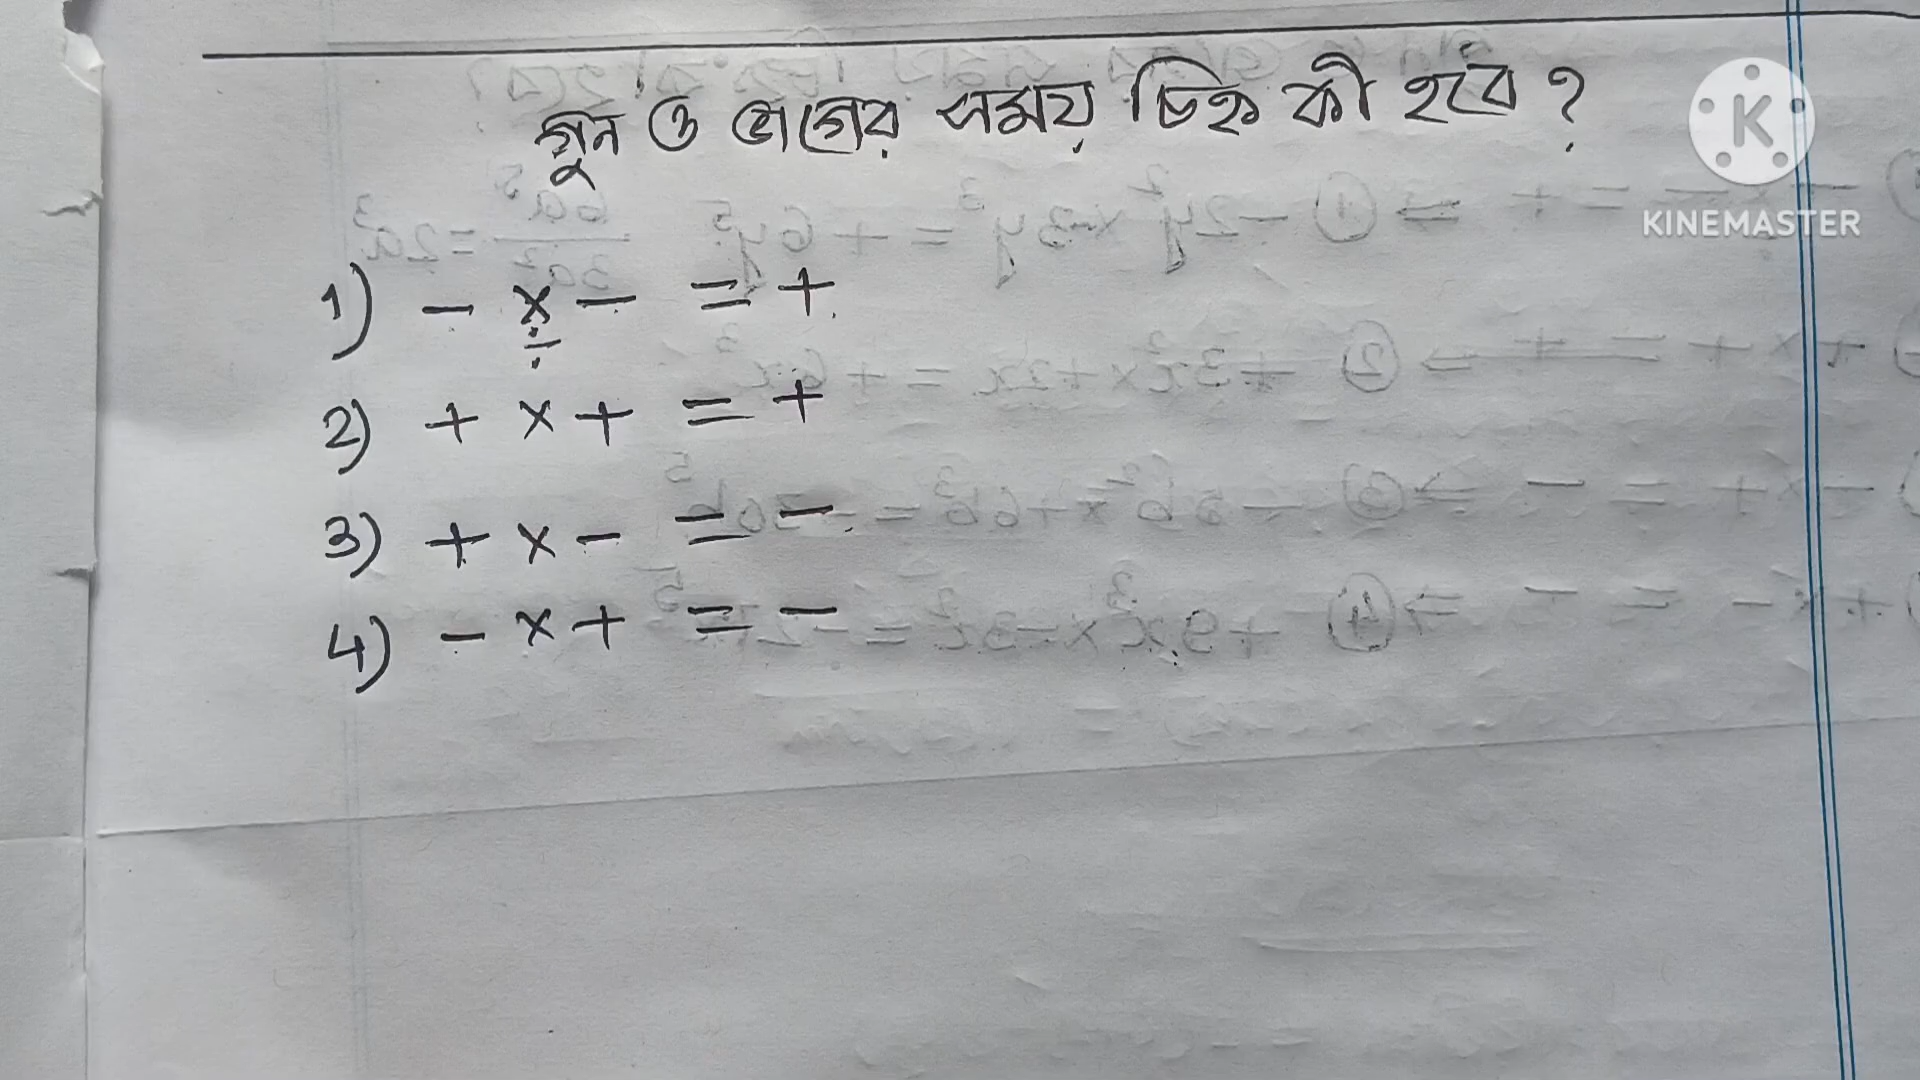 গুন ও ভাগের সময় চিহ্ন কী হবে ?
1) - × - = +
÷
2) + × + = +
3) + × - = -
4) - × + = -
K
KINEMASTER